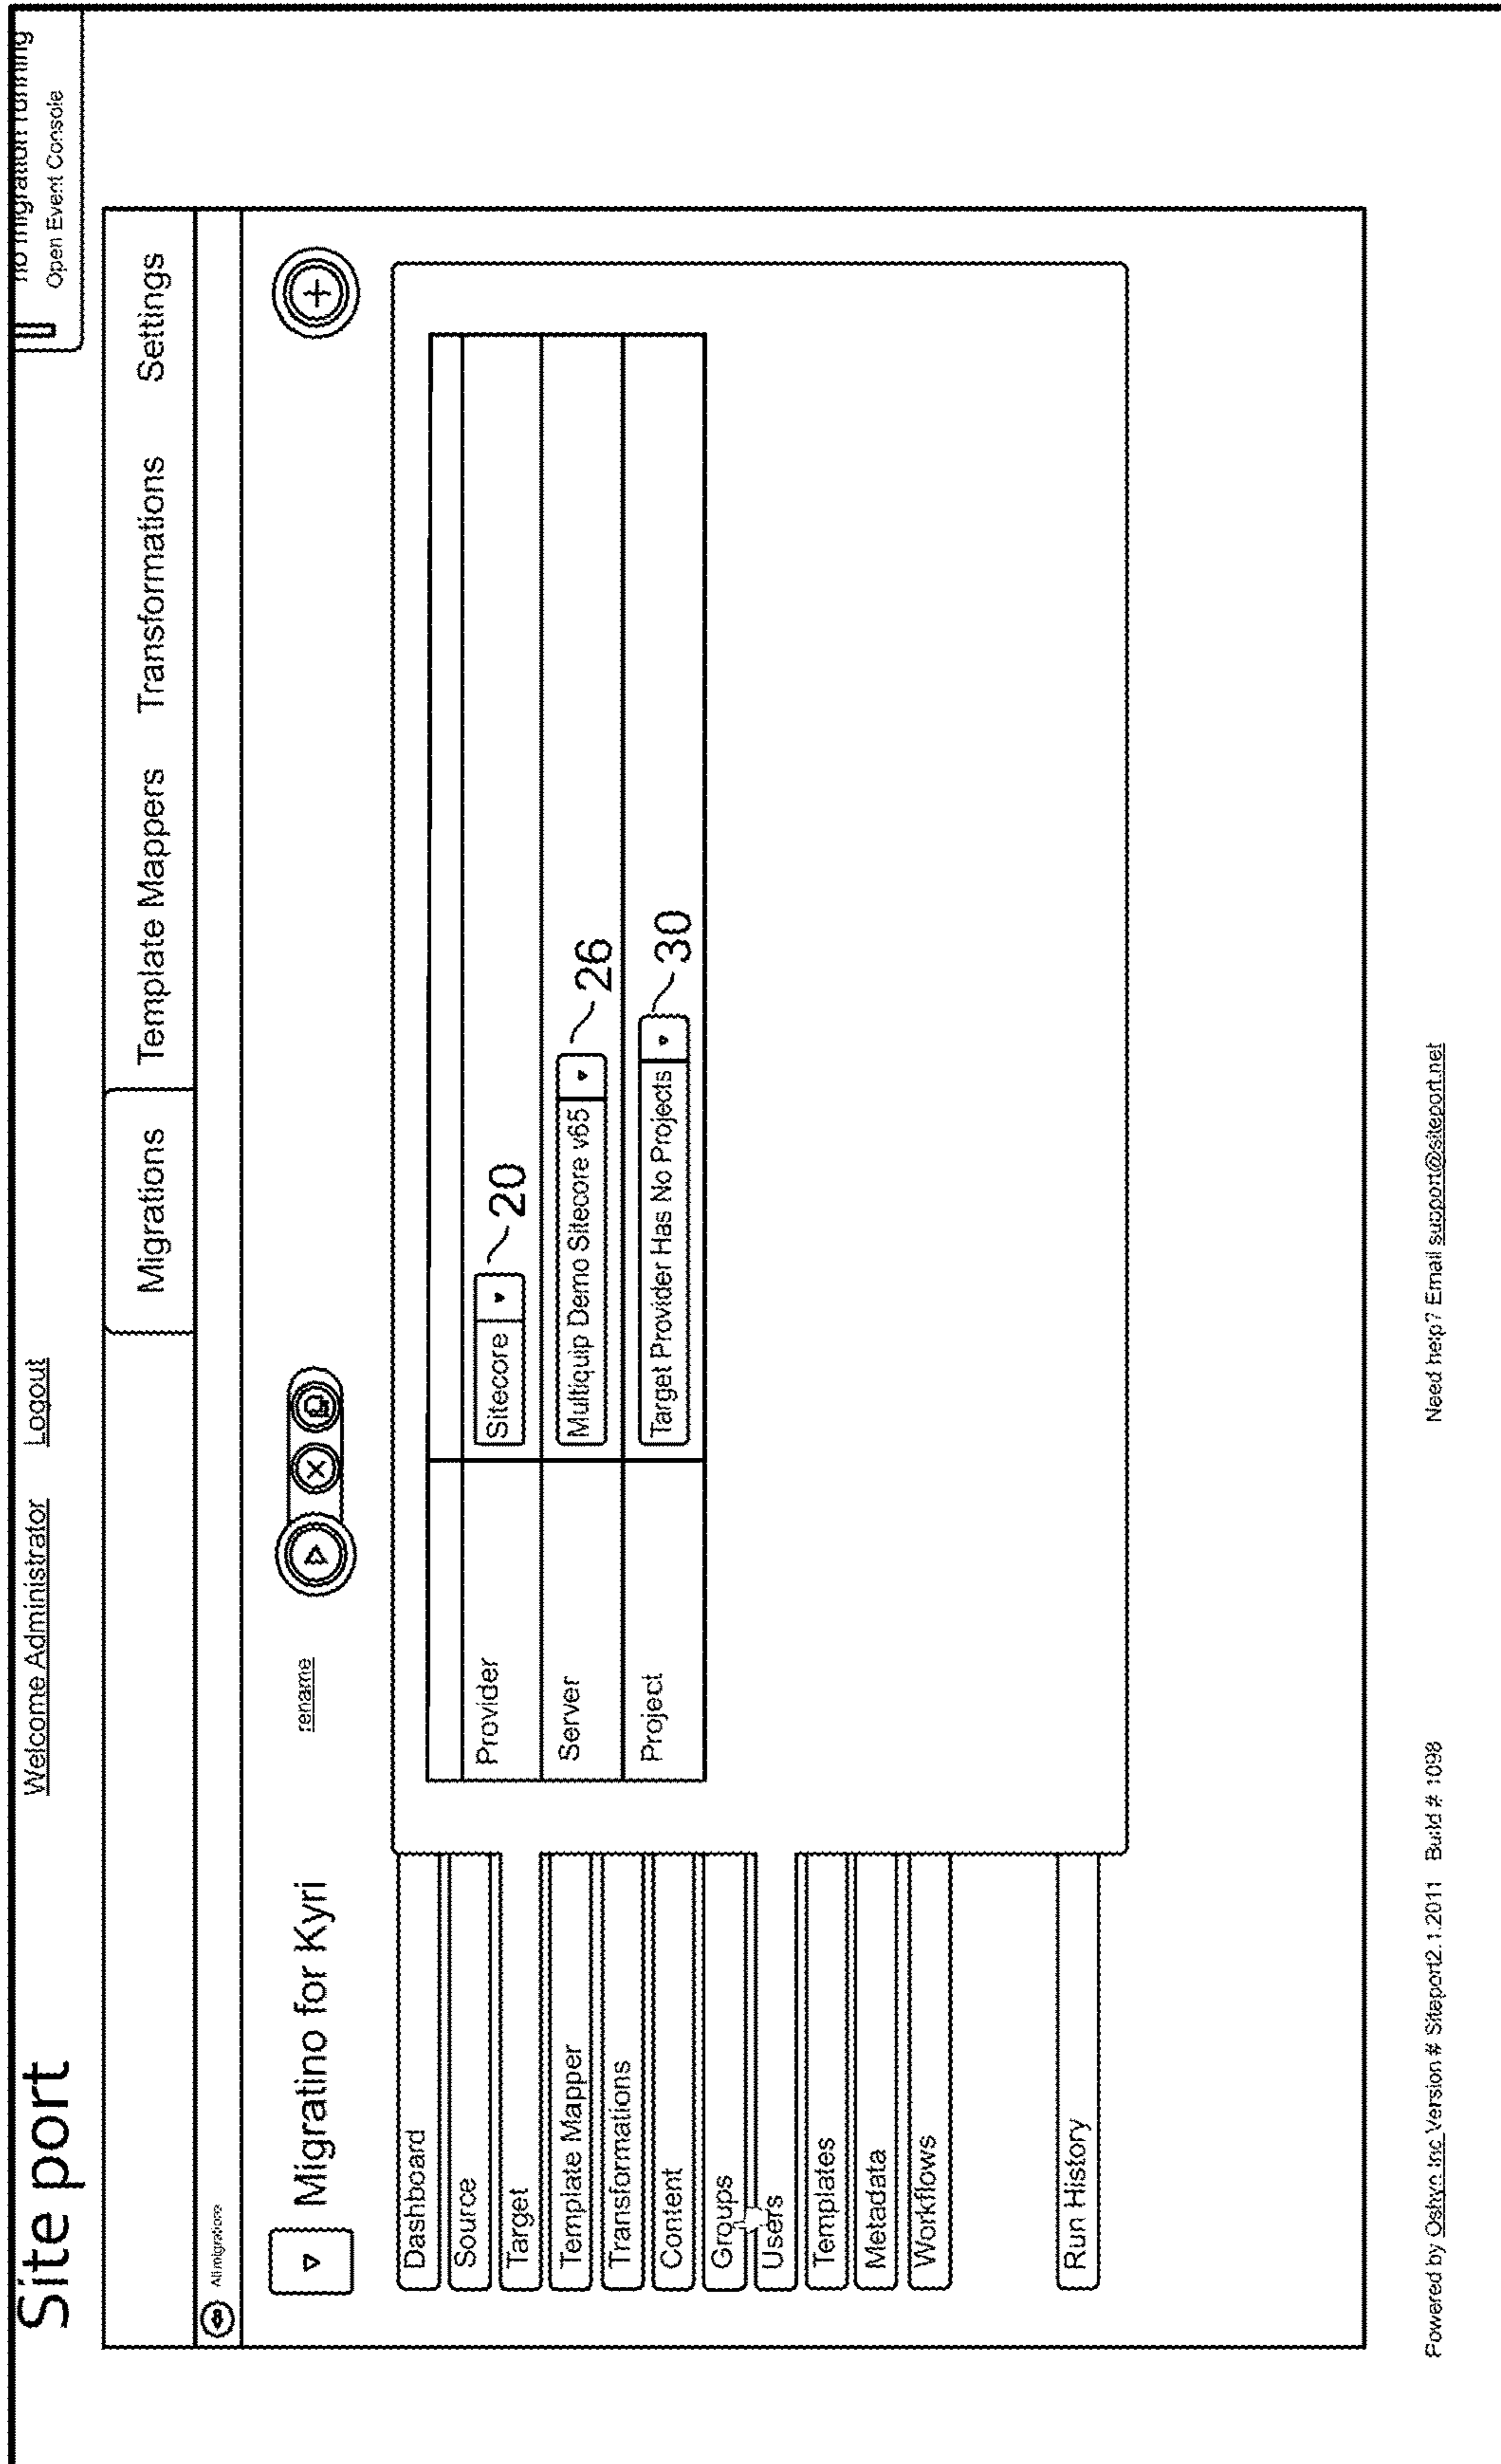 Site port
Welcome Administrator Logout
no migration running
Open Event Console
Migrations Template Mappers Transformations Settings
All migrations
Migratino for Kyri rename
Dashboard
Source
Target
Template Mapper
Transformations
Content
Groups
Users
Templates
Metadata
Workflows
Run History
Provider Sitecore 20
Server Multiquip Demo Sitecore v65 26
Project Target Provider Has No Projects 30
Powered by Oshyn Inc Version # Siteport2.1.2011 Build # 1098 Need help? Email support@siteport.net